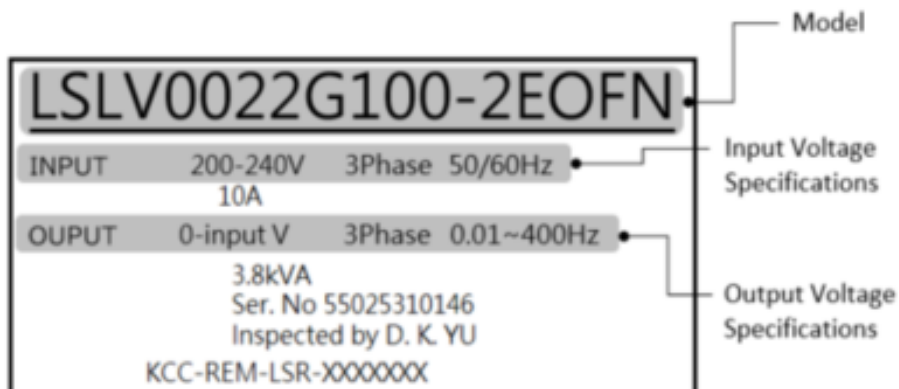 Model
LSLV0022G100-2EOFN
INPUT 200-240V 3Phase 50/60Hz
10A
Input Voltage
Specifications
OUPUT 0-input V 3Phase 0.01~400Hz
3.8kVA
Ser. No 55025310146
Inspected by D. K. YU
KCC-REM-LSR-XXXXXXX
Output Voltage
Specifications